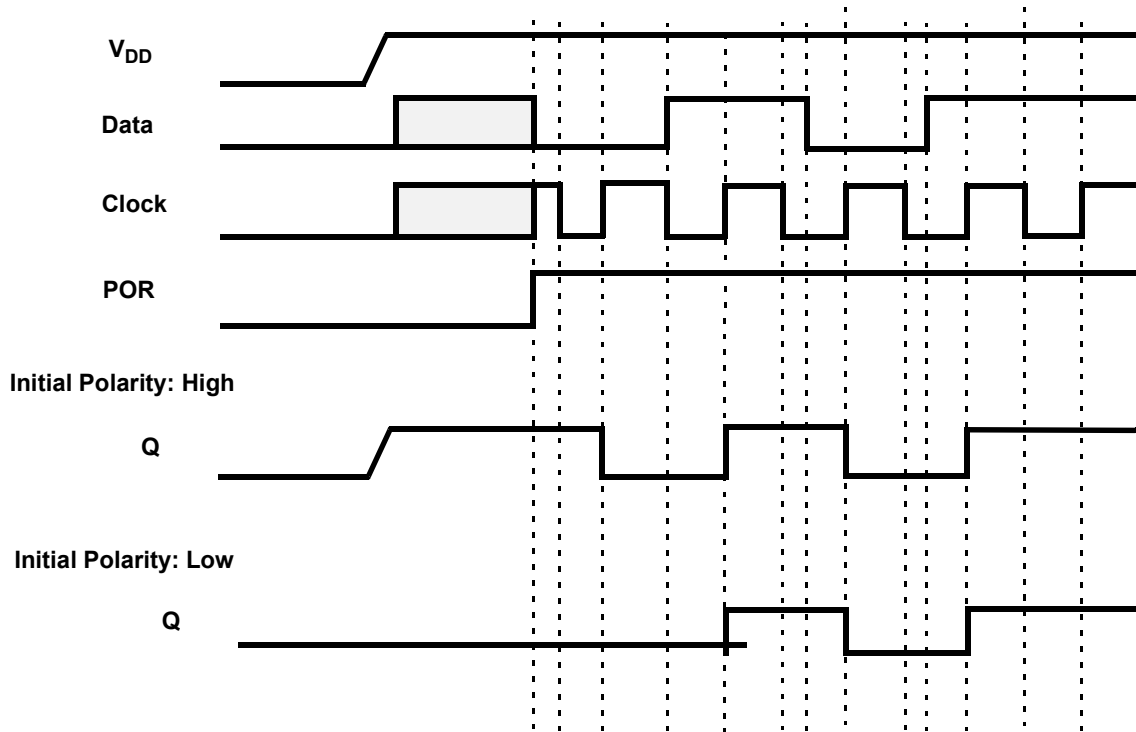 VDD
Data
Clock
POR
Initial Polarity: High
Q
Initial Polarity: Low
Q